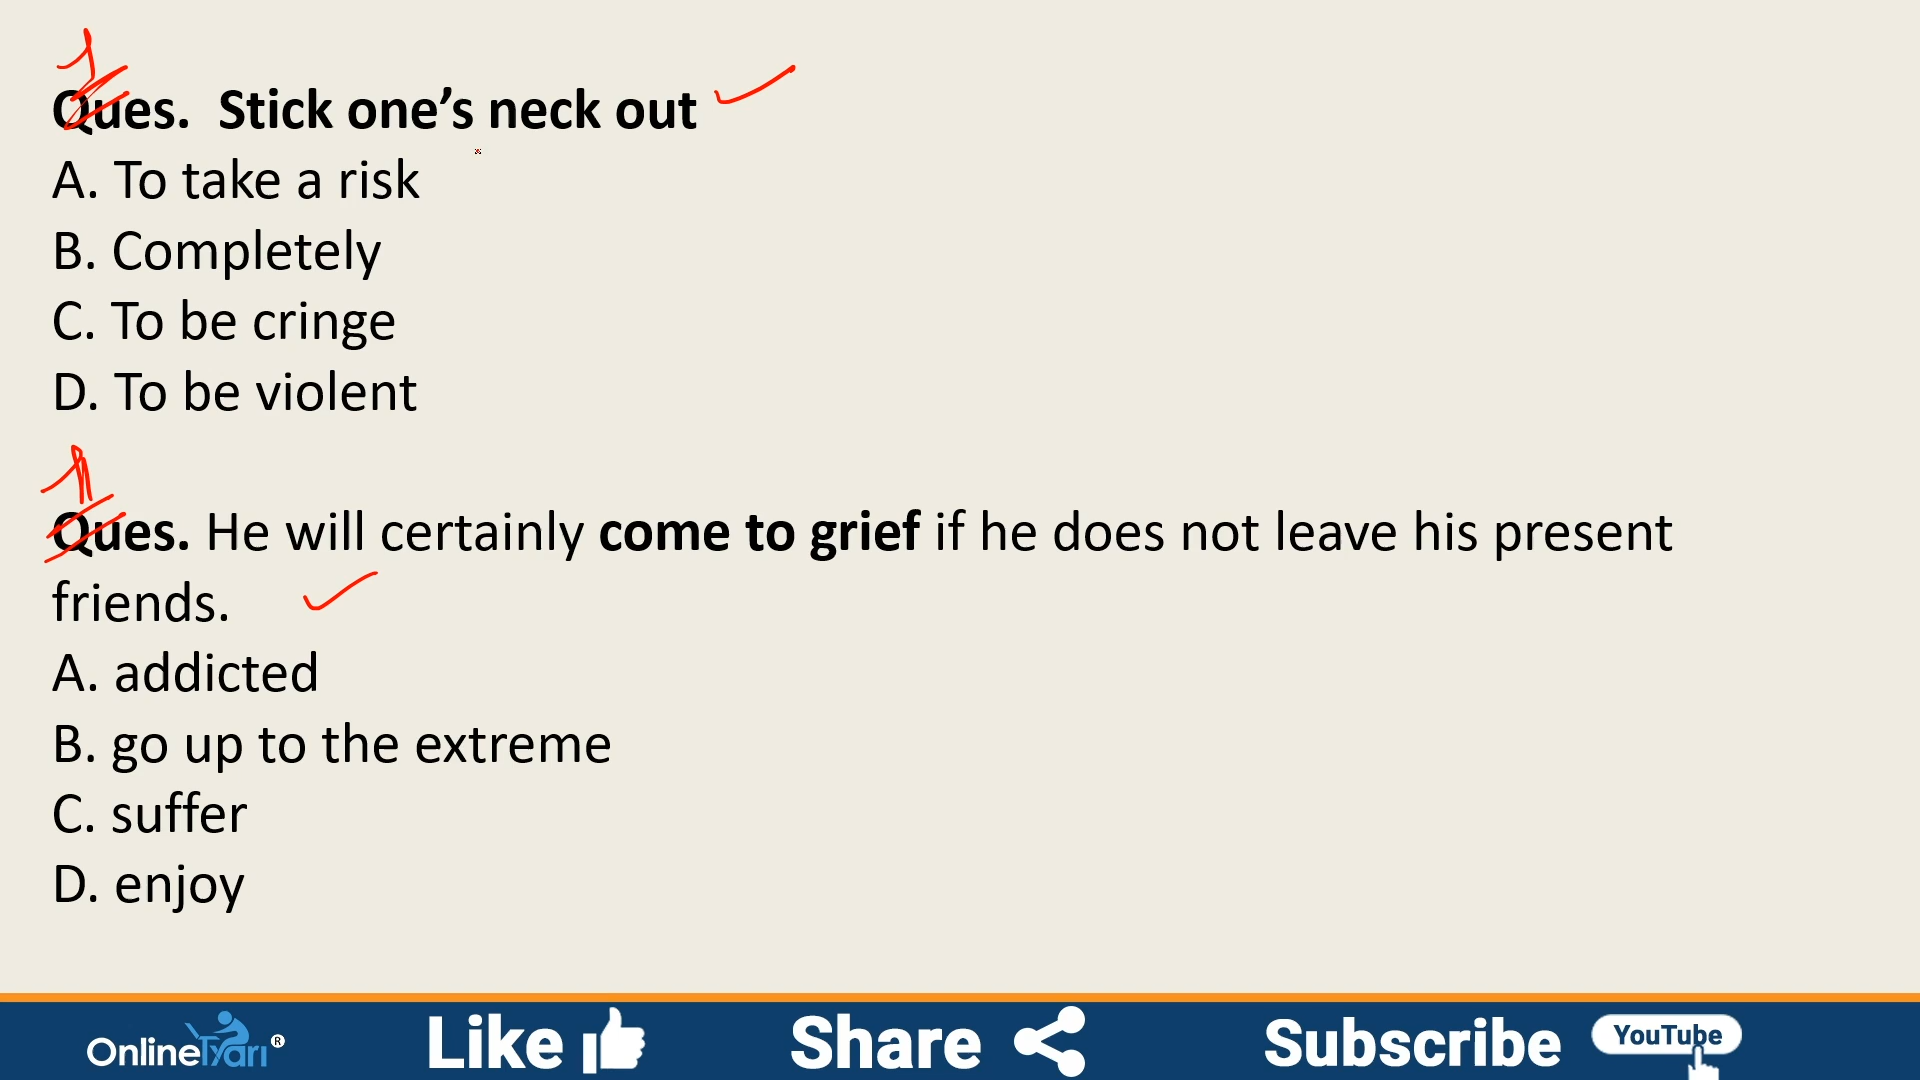 Ques. Stick one’s neck out
A. To take a risk
B. Completely
C. To be cringe
D. To be violent
Ques. He will certainly come to grief if he does not leave his present
friends.
A. addicted
B. go up to the extreme
C. suffer
D. enjoy
OnlineTyari ® Like Share Subscribe YouTube